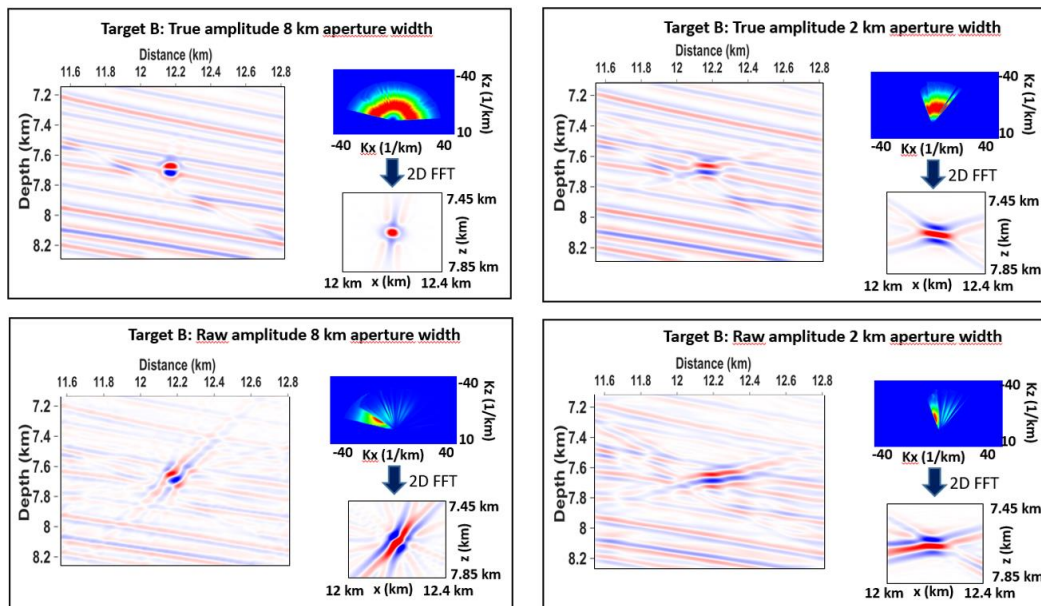 Target B: True amplitude 8 km aperture width
Distance (km)
11.6 11.8 12 12.2 12.4 12.6 12.8
Depth (km)
7.2
7.4
7.6
7.8
8
8.2
-40
Kz (1/km)
10
-40 Kx (1/km) 40
2D FFT
7.45 km
z (km)
7.85 km
12 km x (km) 12.4 km
Target B: True amplitude 2 km aperture width
Distance (km)
11.6 11.8 12 12.2 12.4 12.6 12.8
Depth (km)
7.2
7.4
7.6
7.8
8
8.2
-40
Kz (1/km)
10
-40 Kx (1/km) 40
2D FFT
7.45 km
z (km)
7.85 km
12 km x (km) 12.4 km
Target B: Raw amplitude 8 km aperture width
Distance (km)
11.6 11.8 12 12.2 12.4 12.6 12.8
Depth (km)
7.2
7.4
7.6
7.8
8
8.2
-40
Kz (1/km)
10
-40 Kx (1/km) 40
2D FFT
7.45 km
z (km)
7.85 km
12 km x (km) 12.4 km
Target B: Raw amplitude 2 km aperture width
Distance (km)
11.6 11.8 12 12.2 12.4 12.6 12.8
Depth (km)
7.2
7.4
7.6
7.8
8
8.2
-40
Kz (1/km)
10
-40 Kx (1/km) 40
2D FFT
7.45 km
z (km)
7.85 km
12 km x (km) 12.4 km